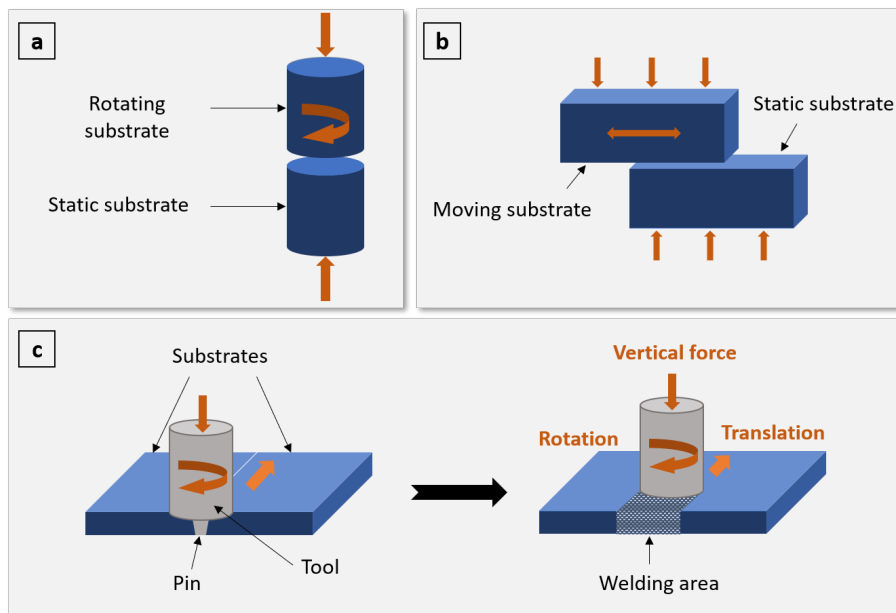 a
Rotating
substrate
Static substrate
b
Static substrate
Moving substrate
c
Substrates
Pin
Tool
Vertical force
Rotation
Translation
Welding area